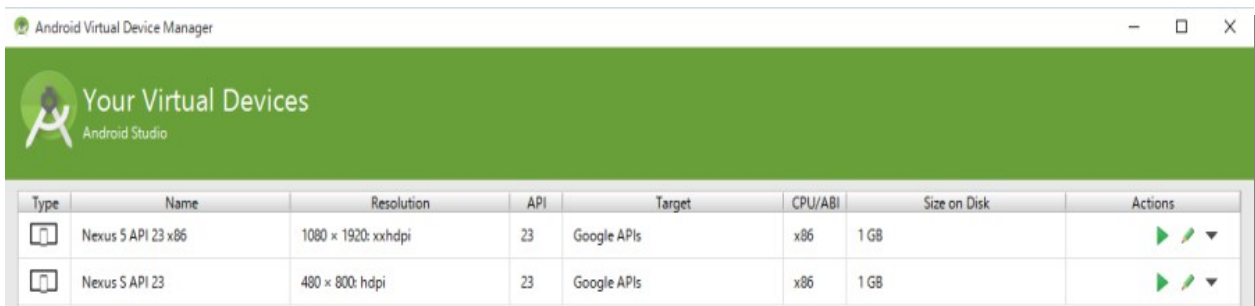 Android Virtual Device Manager
Your Virtual Devices
Android Studio
Type Name Resolution API Target CPU/ABI Size on Disk Actions
Nexus 5 API 23 x86 1080 × 1920: xxhdpi 23 Google APIs x86 1 GB
Nexus S API 23 480 × 800: hdpi 23 Google APIs x86 1 GB